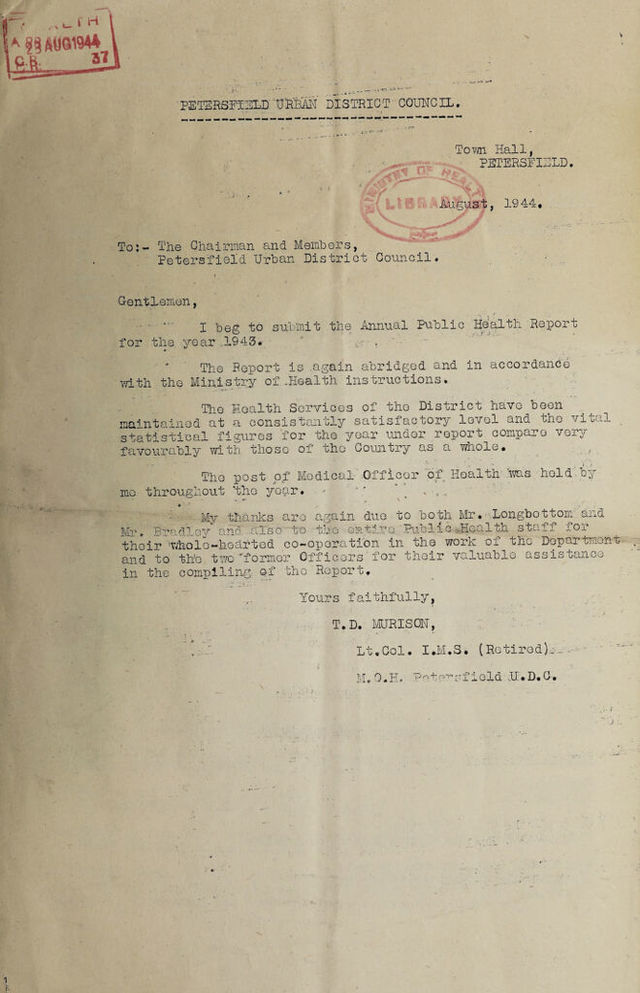 28 AUG1944
C.R. 37
PETERSFIELD URBAN DISTRICT COUNCIL.
Town Hall,
PETERSFIELD.
MINISTRY OF HEALTH
LIBRARY
August, 1944.
To:- The Chairman and Members,
Petersfield Urban District Council.
Gentlemen,
I beg to submit the Annual Public Health Report
for the year 1943.
The Report is again abridged and in accordance
with the Ministry of Health instructions.
The Health Services of the District have been
maintained at a consistantly satisfactory level and the vital
statistical figures for the year under report compare very
favourably with those of the Country as a whole.
The post of Medical Officer of Health was held by
me throughout the year.
My thanks are again due to both Mr. Longbottom and
Mr. Bradley and also to the entire Public Health staff for
their whole-hearted co-operation in the work of the Department
and to the two former Officers for their valuable assistance
in the compiling of the Report.
Yours faithfully,
T.D. MURISON,
Lt.Col. I.M.S. (Retired).
M.O.H. Petersfield U.D.C.